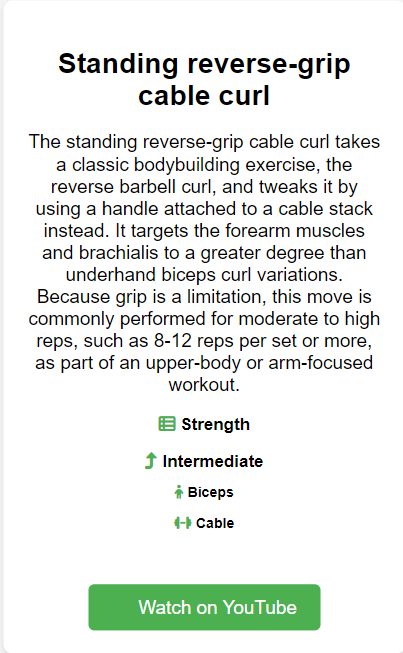 Standing reverse-grip
cable curl
The standing reverse-grip cable curl takes
a classic bodybuilding exercise, the
reverse barbell curl, and tweaks it by
using a handle attached to a cable stack
instead. It targets the forearm muscles
and brachialis to a greater degree than
underhand biceps curl variations.
Because grip is a limitation, this move is
commonly performed for moderate to high
reps, such as 8-12 reps per set or more,
as part of an upper-body or arm-focused
workout.
Strength
Intermediate
Biceps
Cable
Watch on YouTube